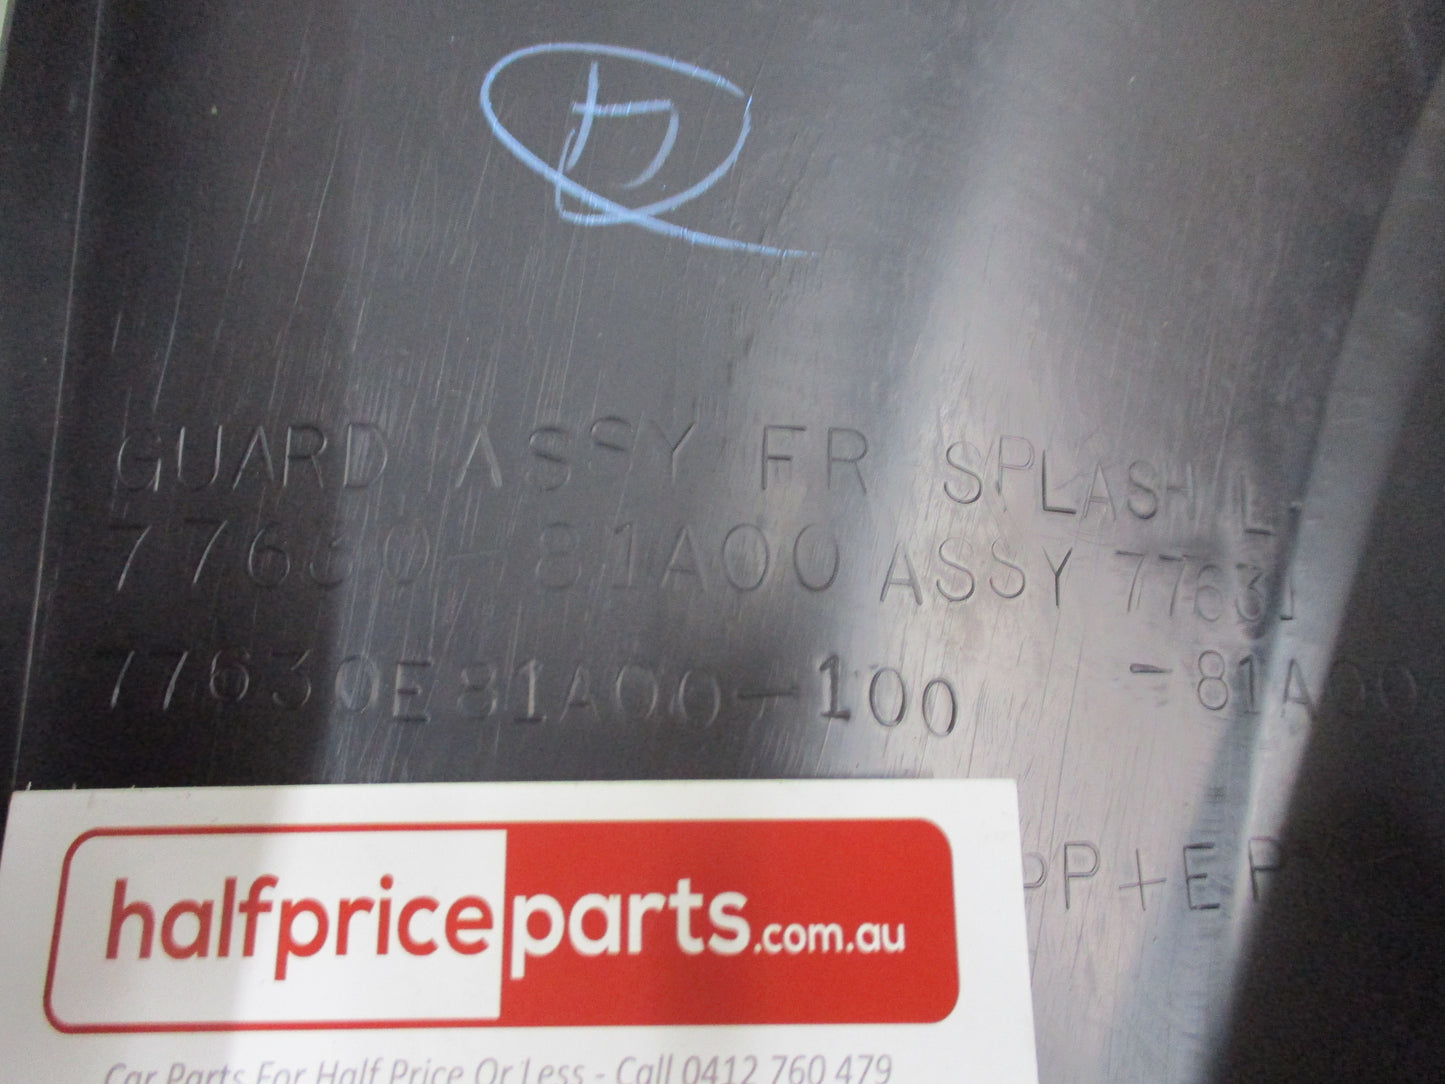 GUARD ASSY FR SPLASH L
77630-81A00 ASSY 77631
77630E81A00-100 -81A00
PP+EP
halfpriceparts.com.au
Car Parts For Half Price Or Less - Call 0412 760 479